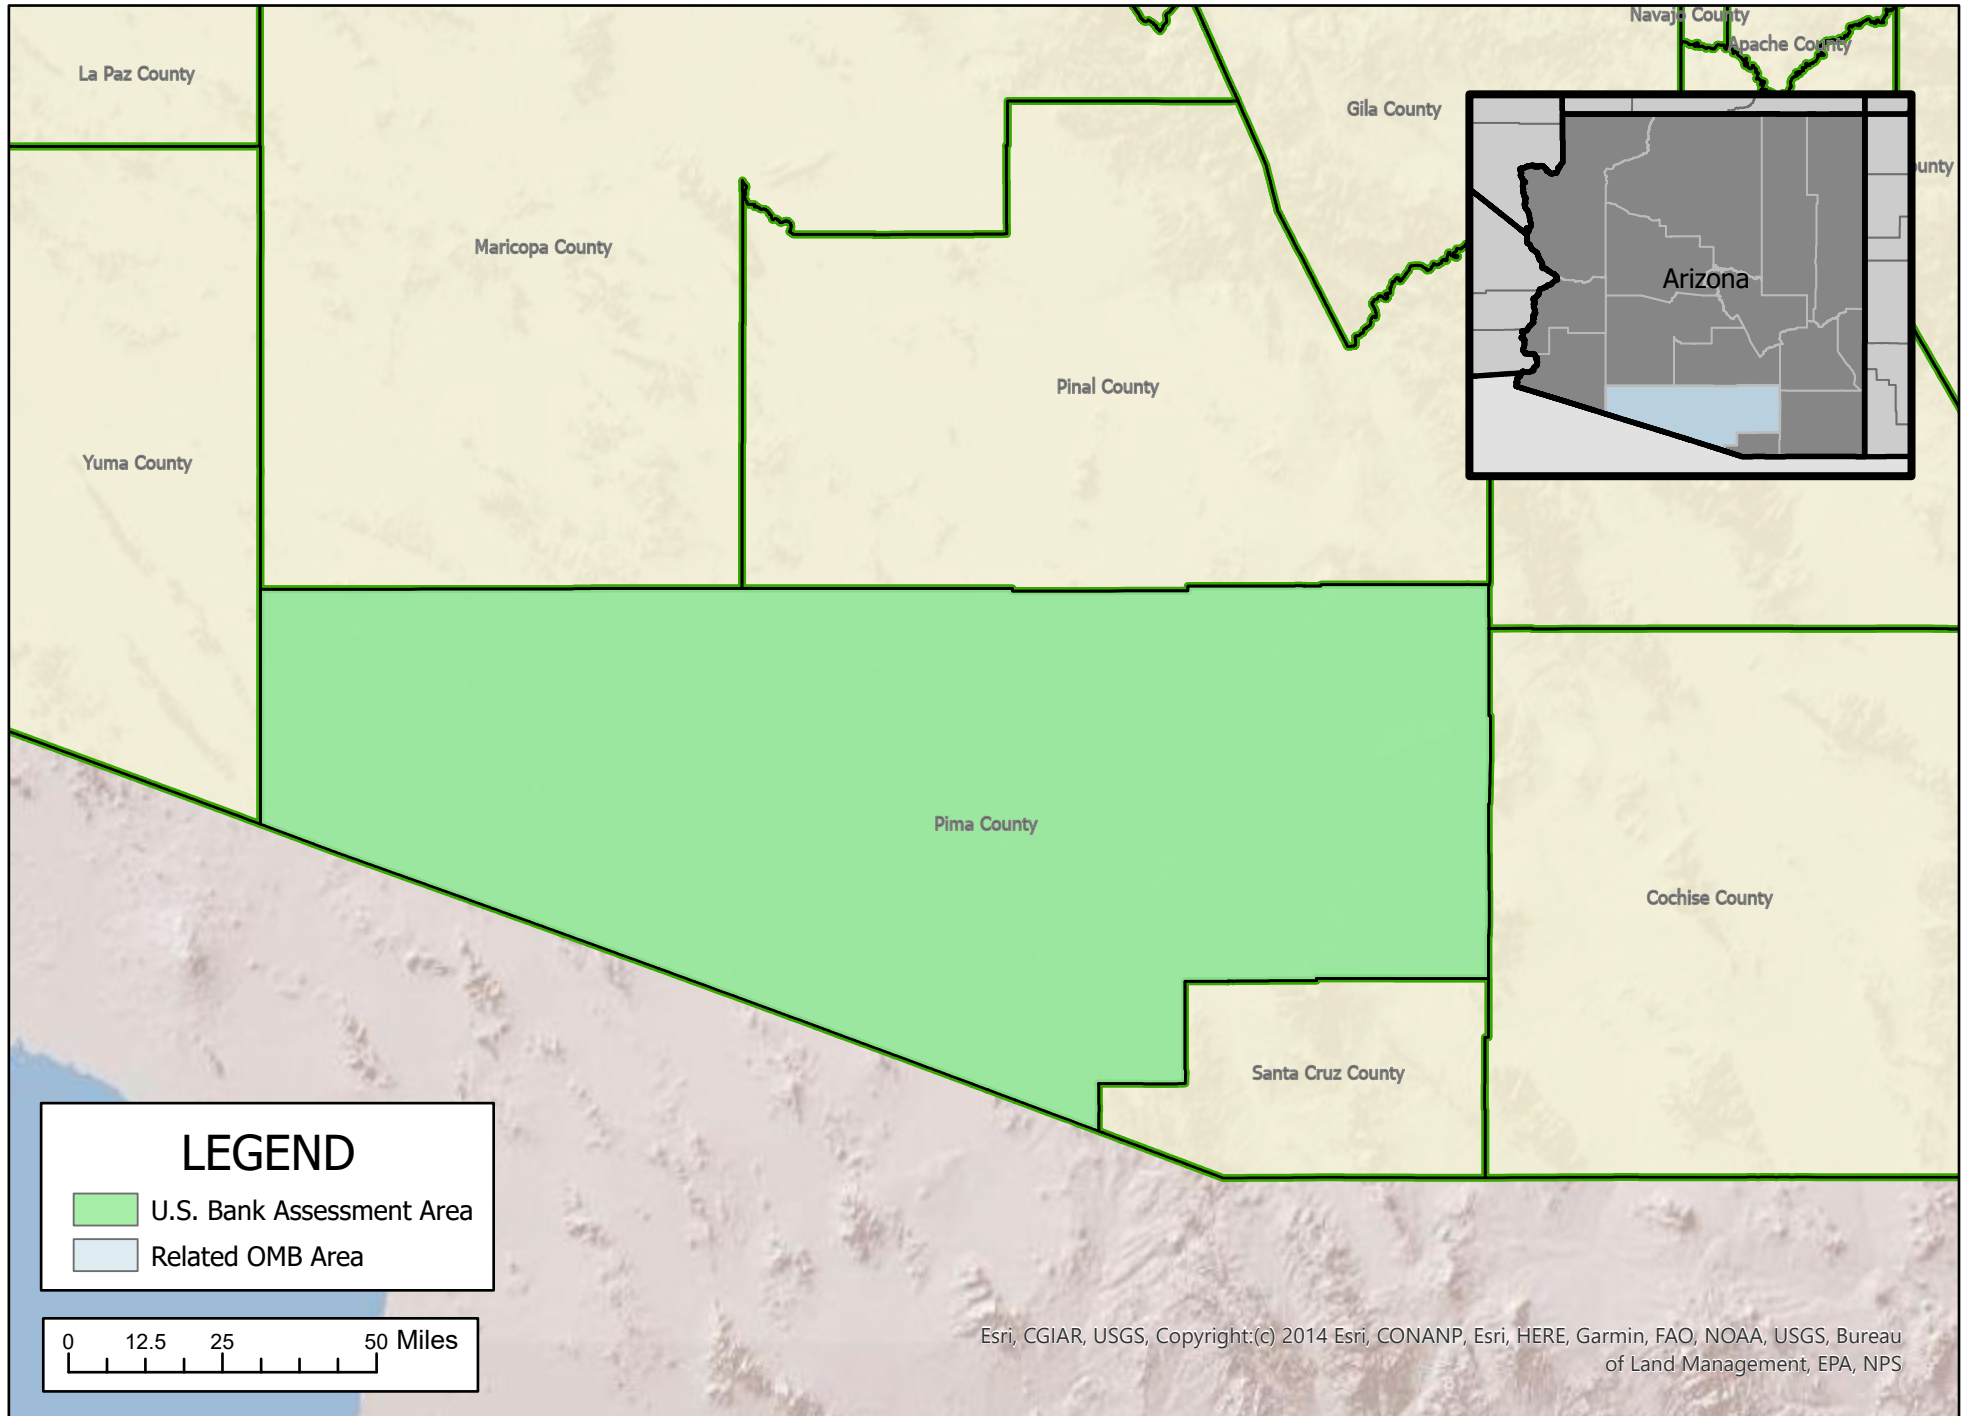 Navajo County
Apache County
La Paz County
Gila County
unty
Maricopa County
Arizona
Pinal County
Yuma County
Pima County
Cochise County
Santa Cruz County
LEGEND
U.S. Bank Assessment Area
Related OMB Area
0 12.5 25 50 Miles
Esri, CGIAR, USGS, Copyright:(c) 2014 Esri, CONANP, Esri, HERE, Garmin, FAO, NOAA, USGS, Bureau
of Land Management, EPA, NPS